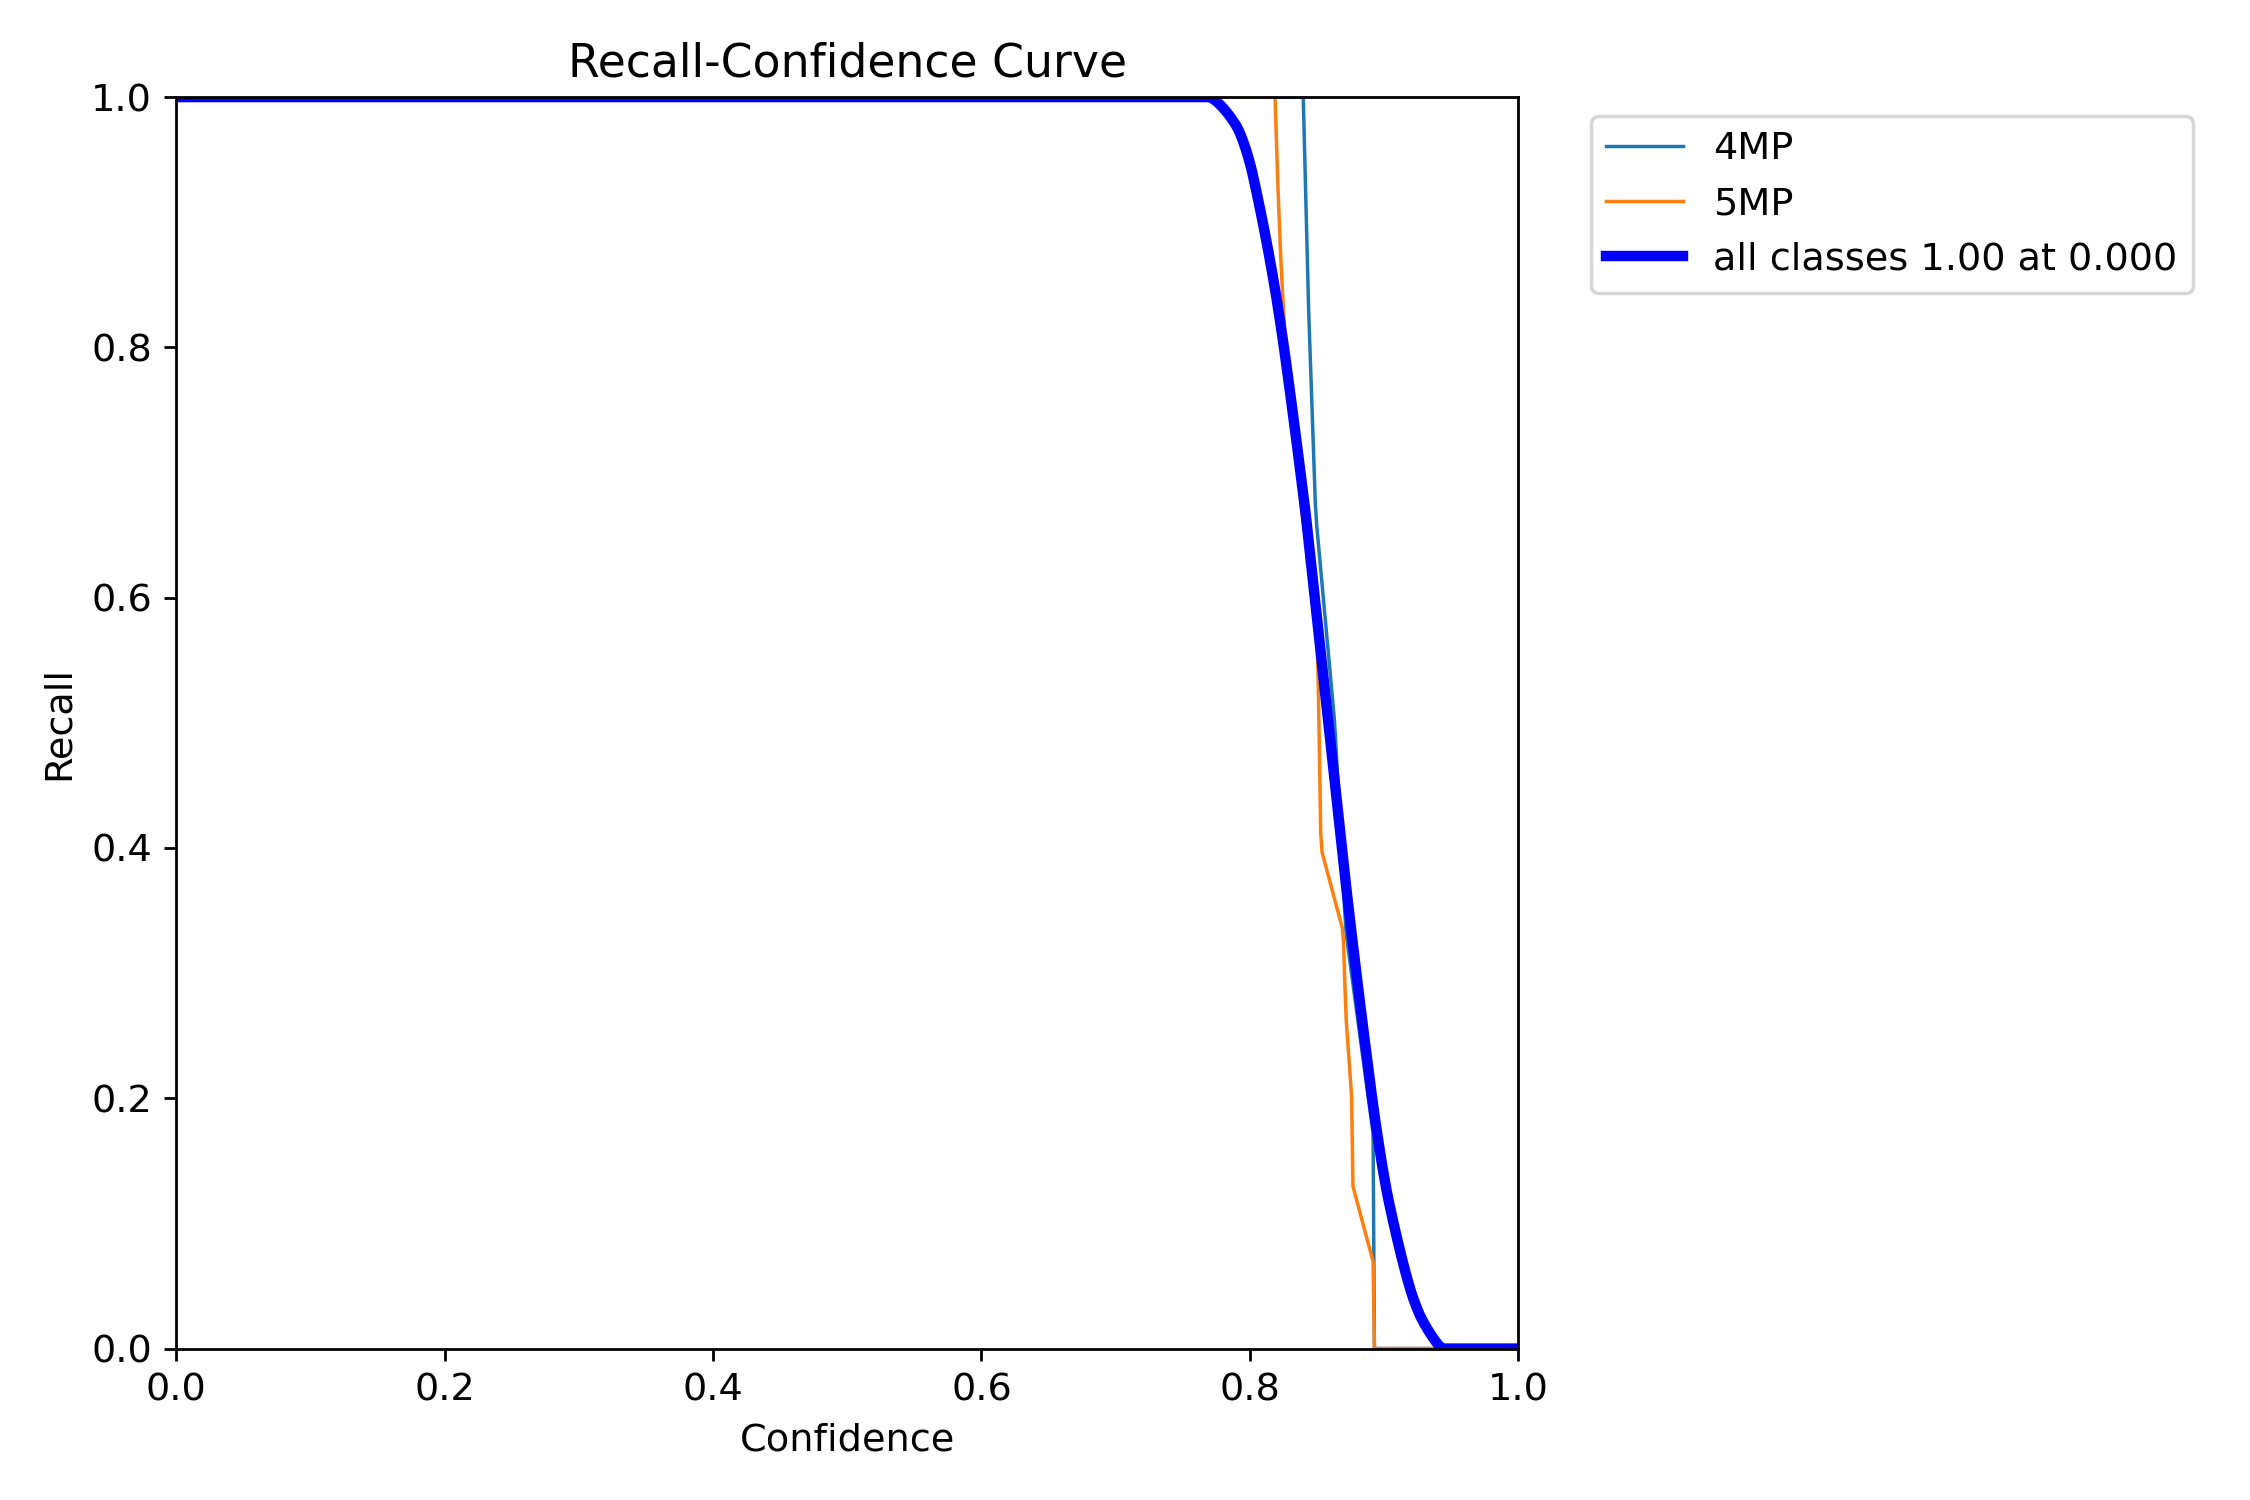 Recall-Confidence Curve
1.0
0.8
0.6
0.4
0.2
0.0
Recall
0.0 0.2 0.4 0.6 0.8 1.0
Confidence
4MP
5MP
all classes 1.00 at 0.000